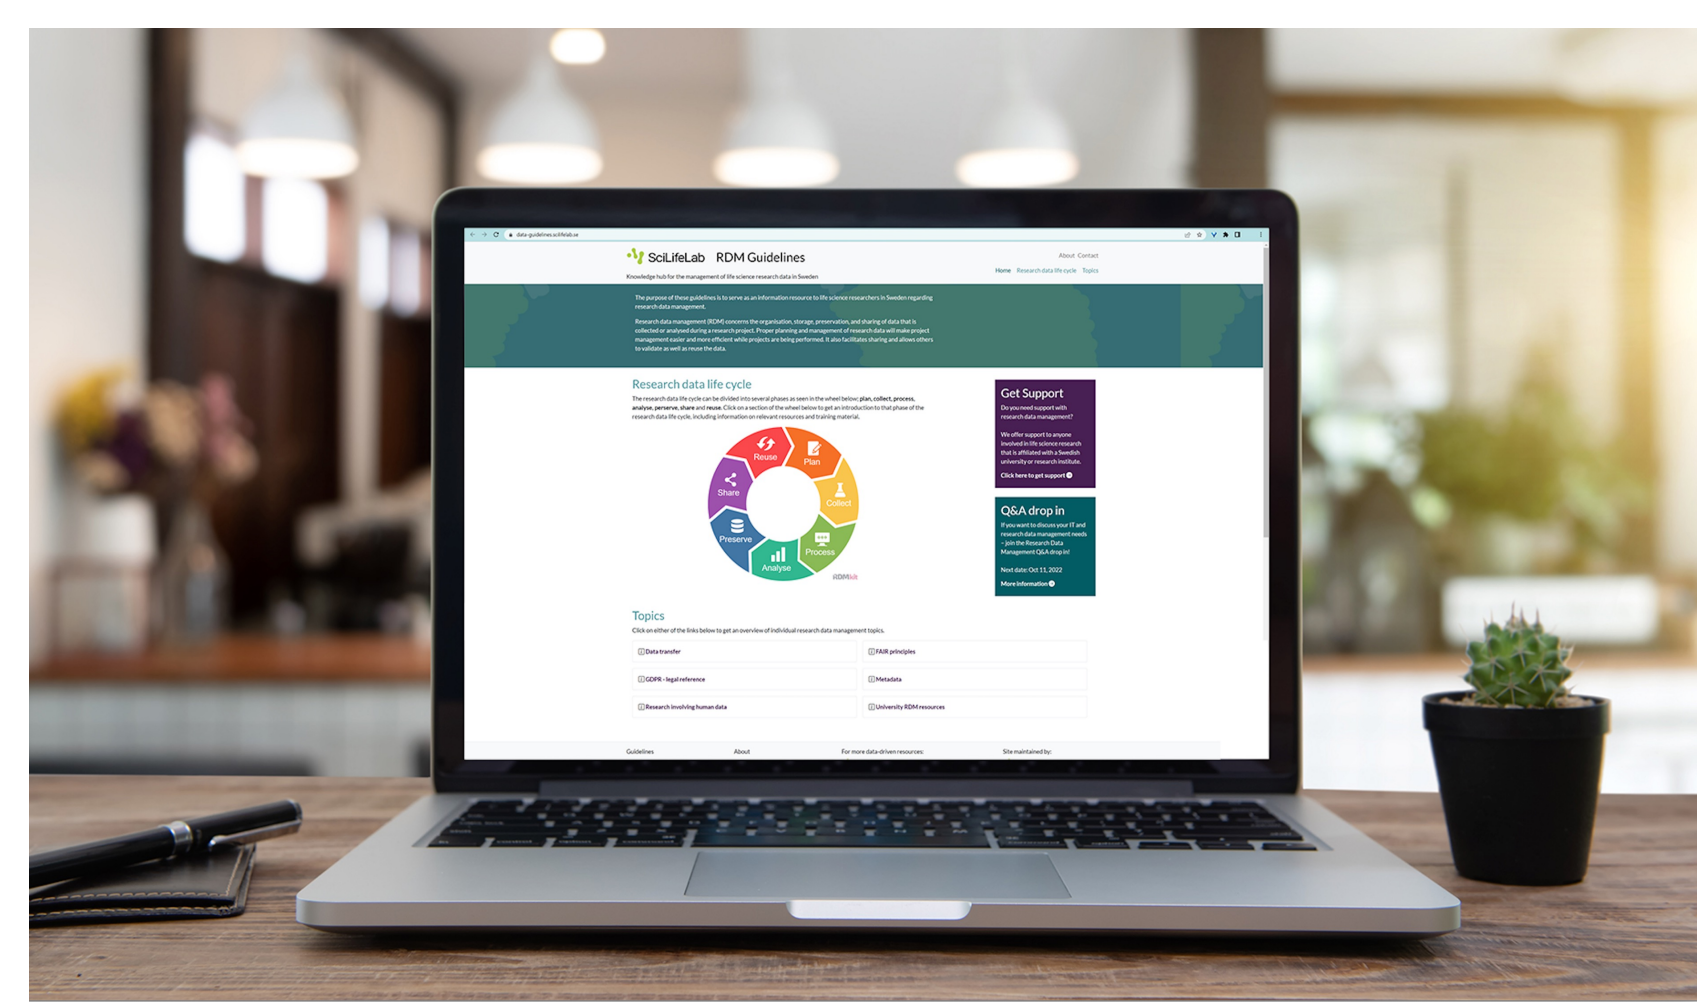 data-guidelines.scilifelab.se
SciLifeLab RDM Guidelines
About Contact
Knowledge hub for the management of life science research data in Sweden
Home Research data life cycle Topics
The purpose of these guidelines is to serve as an information resource to life science researchers in Sweden regarding
research data management.
Research data management (RDM) concerns the organisation, storage, preservation, and sharing of data that is
collected or analysed during a research project. Proper planning and management of research data will make project
management easier and more efficient while projects are being performed. It also facilitates sharing and allows others
to validate as well as reuse the data.
Research data life cycle
The research data life cycle can be divided into several phases as seen in the wheel below: plan, collect, process,
analyse, perserve, share and reuse. Click on a section of the wheel below to get an introduction to that phase of the
research data life cycle, including information on relevant resources and training material.
Reuse
Plan
Share
Collect
Preserve
Process
Analyse
RDMkit
Get Support
Do you need support with
research data management?
We offer support to anyone
involved in life science research
that is affiliated with a Swedish
university or research institute.
Click here to get support
Q&A drop in
If you want to discuss your IT and
research data management needs
– join the Research Data
Management Q&A drop in!
Next date: Oct 11, 2022
More information
Topics
Click on either of the links below to get an overview of individual research data management topics.
Data transfer
FAIR principles
GDPR - legal reference
Metadata
Research involving human data
University RDM resources
Guidelines
About
For more data-driven resources:
Site maintained by: